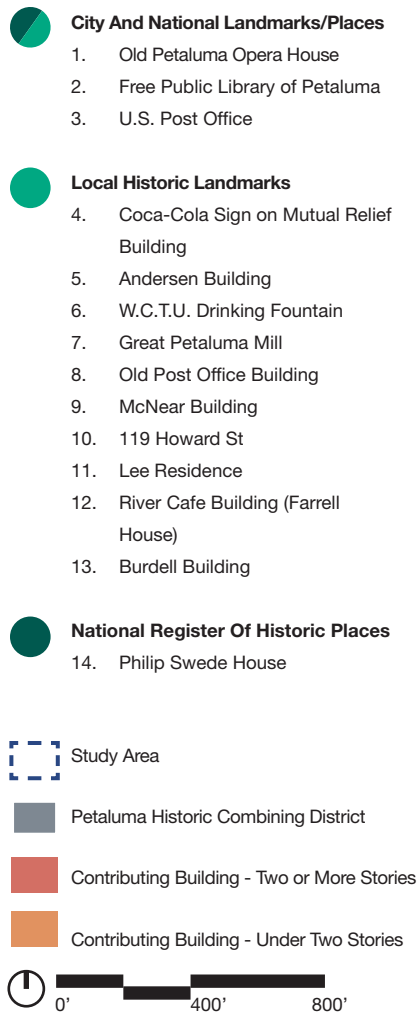 City And National Landmarks/Places
1. Old Petaluma Opera House
2. Free Public Library of Petaluma
3. U.S. Post Office
Local Historic Landmarks
4. Coca-Cola Sign on Mutual Relief
Building
5. Andersen Building
6. W.C.T.U. Drinking Fountain
7. Great Petaluma Mill
8. Old Post Office Building
9. McNear Building
10. 119 Howard St
11. Lee Residence
12. River Cafe Building (Farrell
House)
13. Burdell Building
National Register Of Historic Places
14. Philip Swede House
Study Area
Petaluma Historic Combining District
Contributing Building - Two or More Stories
Contributing Building - Under Two Stories
0’ 400’ 800’